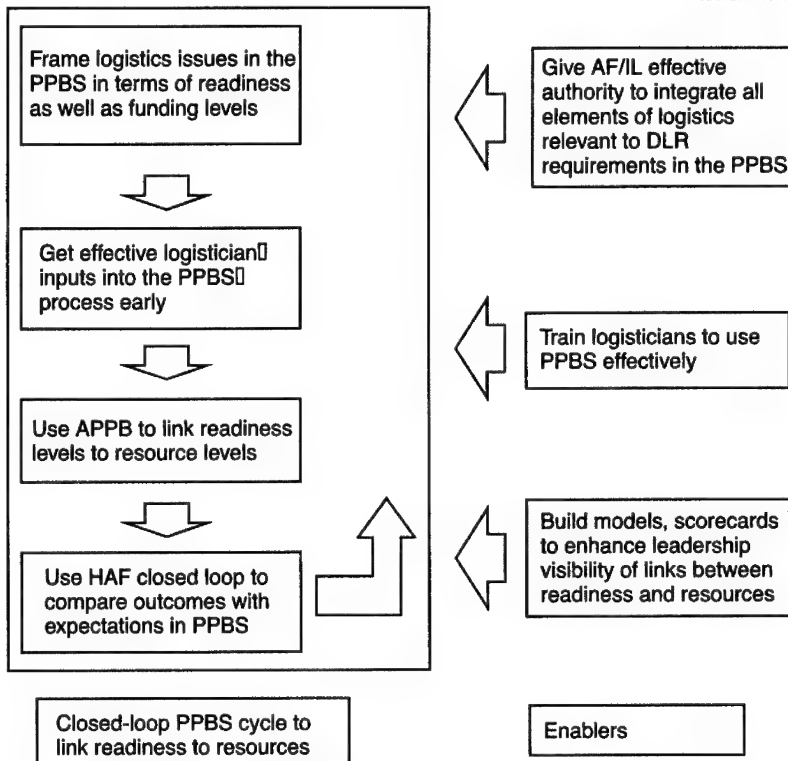 Frame logistics issues in the
PPBS in terms of readiness
as well as funding levels
Get effective logistician▯
inputs into the PPBS▯
process early
Use APPB to link readiness
levels to resource levels
Use HAF closed loop to
compare outcomes with
expectations in PPBS
Closed-loop PPBS cycle to
link readiness to resources
Give AF/IL effective
authority to integrate all
elements of logistics
relevant to DLR
requirements in the PPBS
Train logisticians to use
PPBS effectively
Build models, scorecards
to enhance leadership
visibility of links between
readiness and resources
Enablers